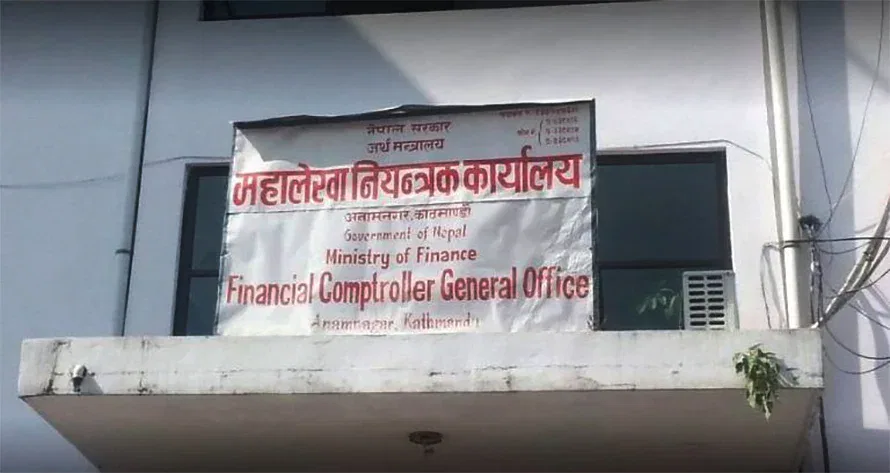 नेपाल सरकार
अर्थ मन्त्रालय
महालेखा नियन्त्रक कार्यालय
अनामनगर, काठमाण्डौ
Government of Nepal
Ministry of Finance
Financial Comptroller General Office
Anamnagar, Kathmandu